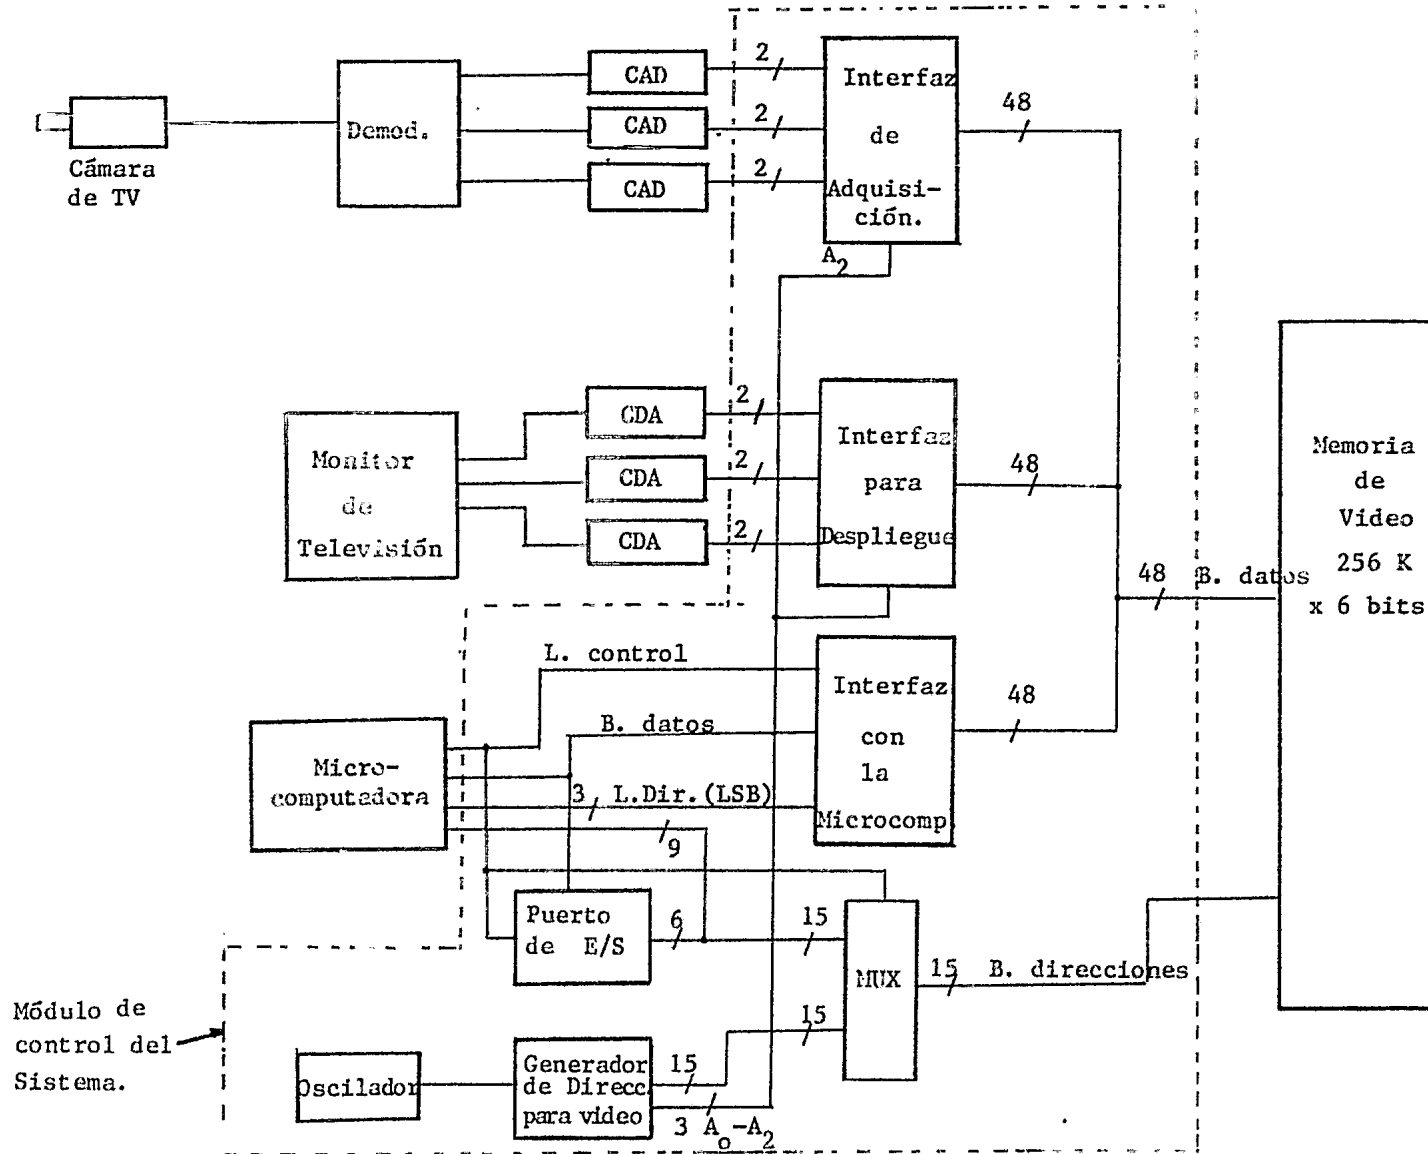 2
CAD
Interfaz
48
2
Demod.
CAD
de
2
CAD
Adquisi-
ción.
Cámara
de TV
A2
2
CDA
Interfaz
Monitor
2
48
CDA
para
de
2
CDA
Despliegue
Televisión
Memoria
de
Video
256 K
x 6 bits
48
B. datos
L. control
Interfaz
48
B. datos
con
Micro-
computadora
la
3
L.Dir.(LSB)
Microcomp
9
Puerto
de E/S
6
15
MUX
15
B. direcciones
15
Módulo de
control del
Sistema.
Oscilador
Generador
de Direcc.
para video
15
3
Ao-A2